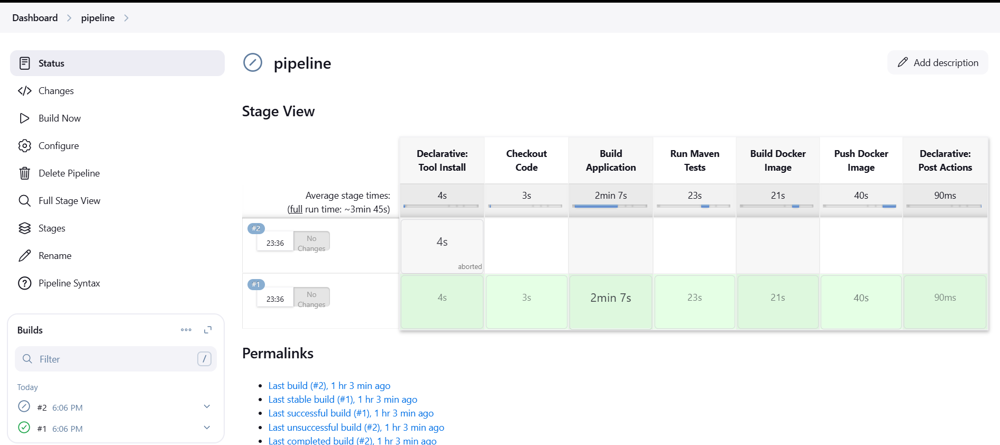 Dashboard
pipeline
Status
Changes
Build Now
Configure
Delete Pipeline
Full Stage View
Stages
Rename
Pipeline Syntax
Builds
Filter
/
Today
#2 6:06 PM
#1 6:06 PM
pipeline
Add description
Stage View
Declarative: Tool Install
Checkout Code
Build Application
Run Maven Tests
Build Docker Image
Push Docker Image
Declarative: Post Actions
Average stage times:
(full run time: ~3min 45s)
4s
3s
2min 7s
23s
21s
40s
90ms
#2
23:36
No Changes
4s
aborted
#1
23:36
No Changes
4s
3s
2min 7s
23s
21s
40s
90ms
Permalinks
Last build (#2), 1 hr 3 min ago
Last stable build (#1), 1 hr 3 min ago
Last successful build (#1), 1 hr 3 min ago
Last unsuccessful build (#2), 1 hr 3 min ago
Last completed build (#2), 1 hr 3 min ago